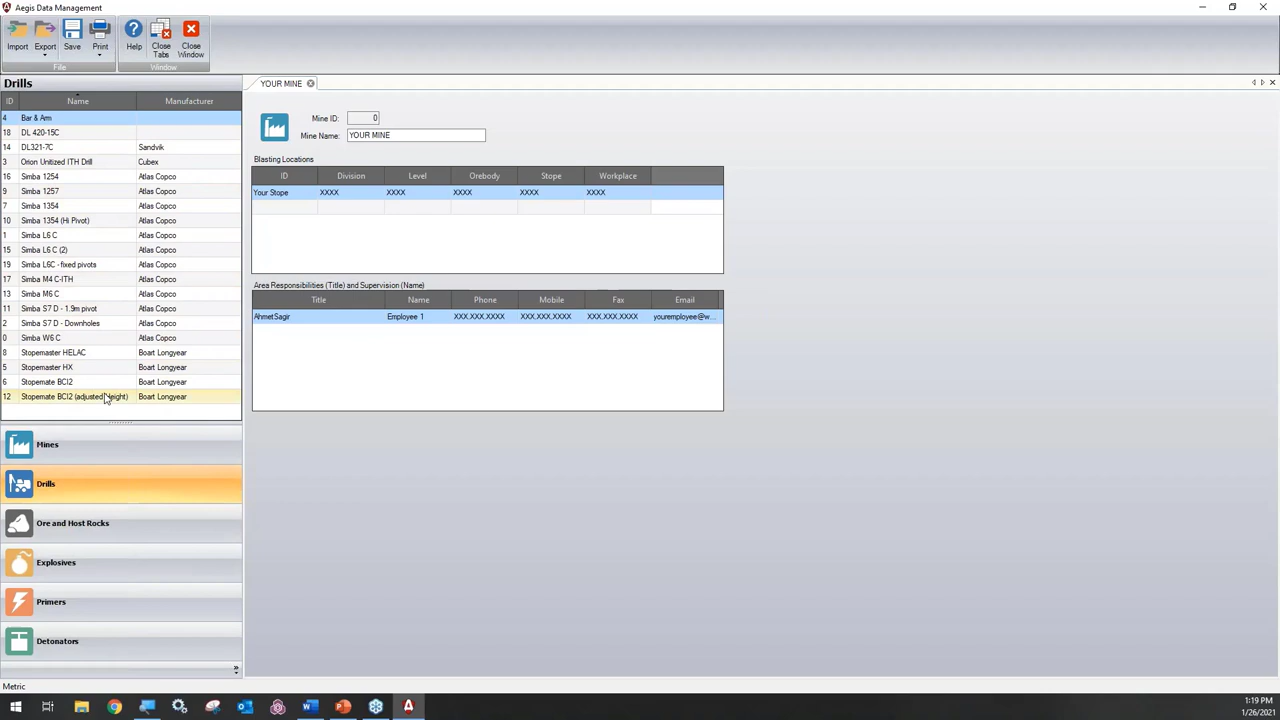 Aegis Data Management
Import Export Save Print Help Close Tabs Close Window
File Window
Drills
YOUR MINE
ID Name Manufacturer
4 Bar & Arm
18 DL 420-15C
14 DL321-7C Sandvik
3 Orion Unitized ITH Drill Cubex
16 Simba 1254 Atlas Copco
9 Simba 1257 Atlas Copco
7 Simba 1354 Atlas Copco
10 Simba 1354 (Hi Pivot) Atlas Copco
1 Simba L6 C Atlas Copco
15 Simba L6 C (2) Atlas Copco
19 Simba L6C - fixed pivots Atlas Copco
17 Simba M4 C-ITH Atlas Copco
13 Simba M6 C Atlas Copco
11 Simba S7 D - 1.9m pivot Atlas Copco
2 Simba S7 D - Downholes Atlas Copco
0 Simba W6 C Atlas Copco
8 Stopemaster HELAC Boart Longyear
5 Stopemaster HX Boart Longyear
6 Stopemate BCI2 Boart Longyear
12 Stopemate BCI2 (adjusted height) Boart Longyear
Mines
Drills
Ore and Host Rocks
Explosives
Primers
Detonators
Mine ID: 0
Mine Name: YOUR MINE
Blasting Locations
ID Division Level Orebody Stope Workplace
Your Stope XXXX XXXX XXXX XXXX XXXX
Area Responsibilities (Title) and Supervision (Name)
Title Name Phone Mobile Fax Email
AhmetSagir Employee 1 XXX.XXX.XXXX XXX.XXX.XXXX XXX.XXX.XXXX youremployee@w...
Metric
1:19 PM
1/26/2021